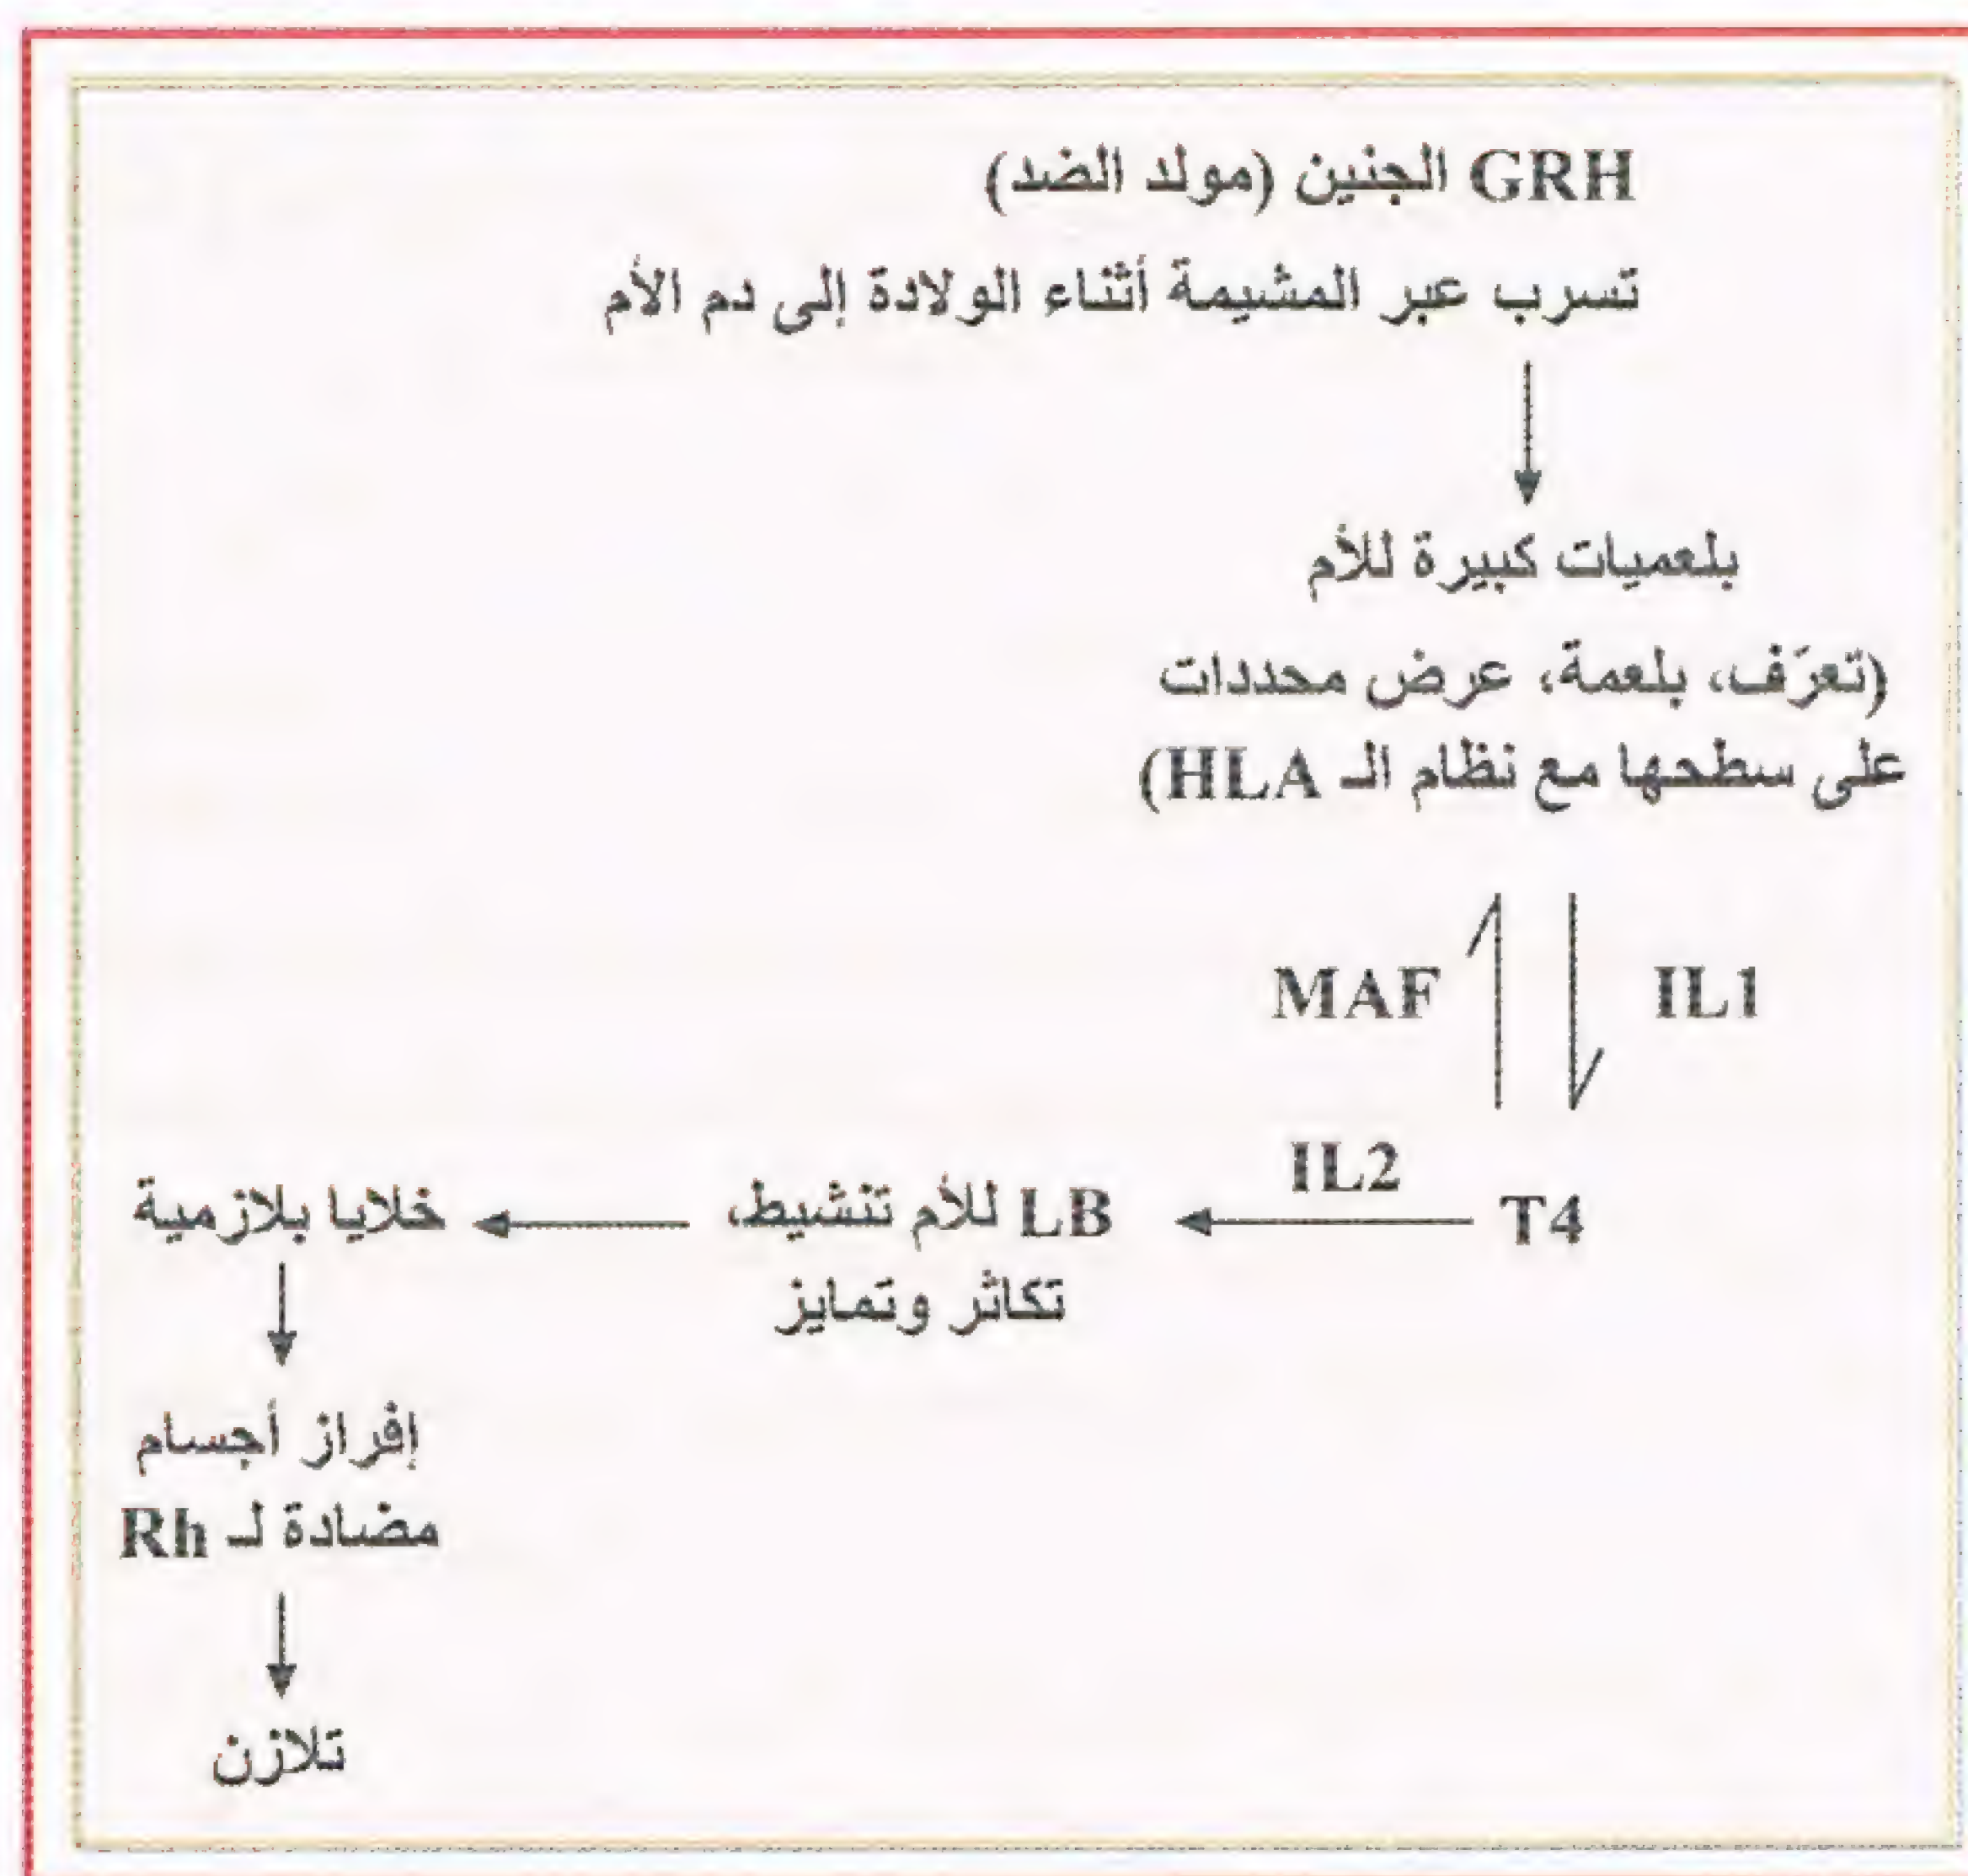 GRH الجنين (مولد الضد)
تسرب عبر المشيمة أثناء الولادة إلى دم الأم
بلعميات كبيرة للأم
(تعرّف، بلعمة، عرض محددات
على سطحها مع نظام الـ HLA)
MAF
IL1
T4
IL2
LB للأم تنشيط،
تكاثر وتمايز
خلايا بلازمية
إفراز أجسام
مضادة لـ Rh
تلازن